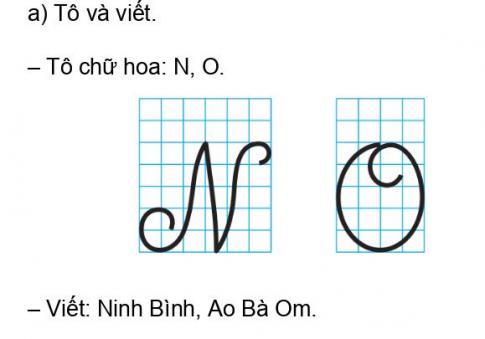 a) Tô và viết.
– Tô chữ hoa: N, O.
N O
– Viết: Ninh Bình, Ao Bà Om.